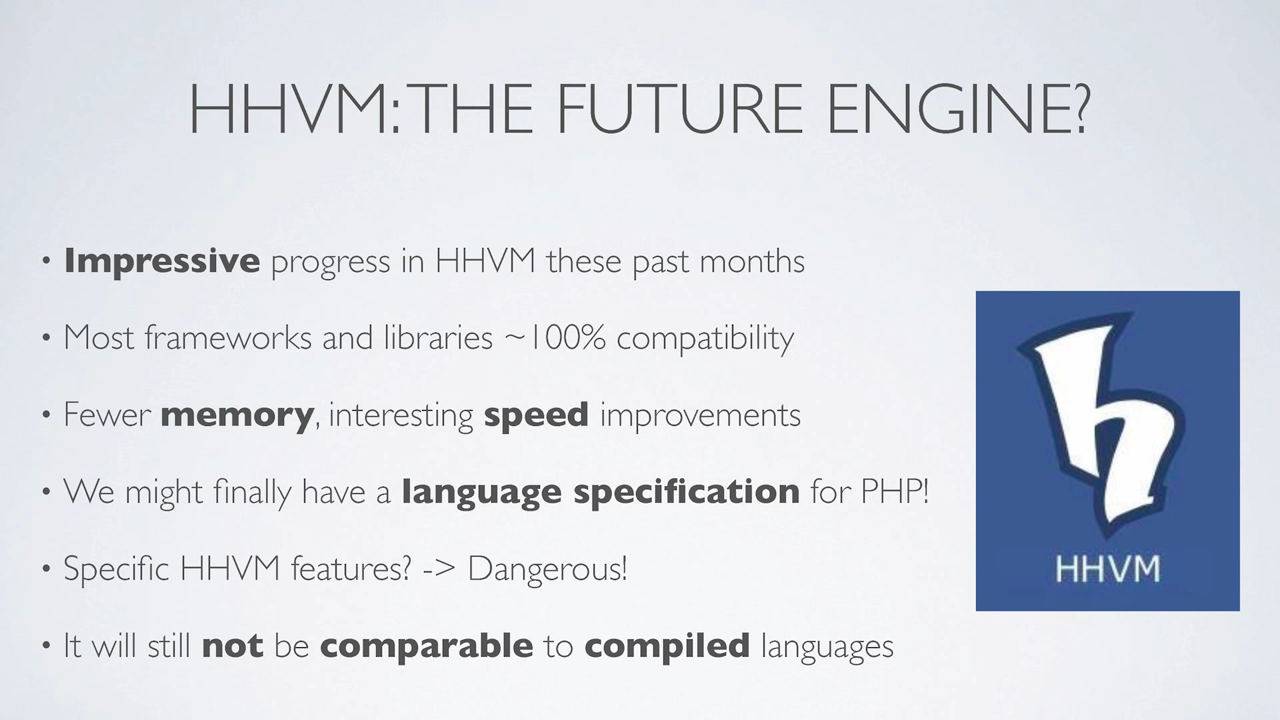 HHVM: THE FUTURE ENGINE?
• Impressive progress in HHVM these past months
• Most frameworks and libraries ~100% compatibility
• Fewer memory, interesting speed improvements
• We might finally have a language specification for PHP!
• Specific HHVM features? -> Dangerous!
• It will still not be comparable to compiled languages
h
HHVM